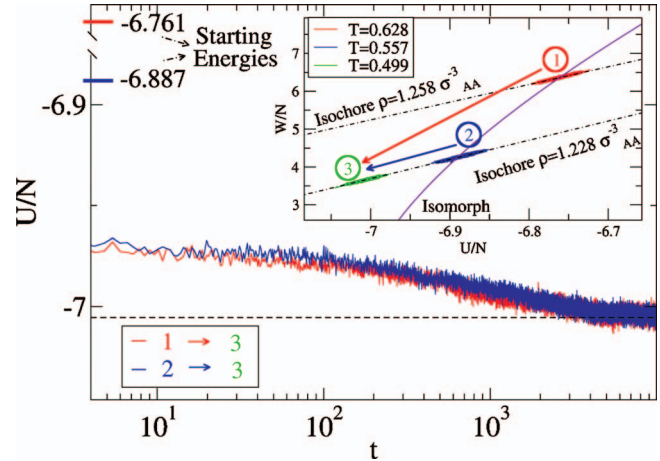 -6.761
-6.887
Starting
Energies
-6.9
-7
U/N
10¹
10²
10³
10⁴
t
1 → 3
2 → 3
T=0.628
T=0.557
T=0.499
7
6
5
4
3
W/N
-7
-6.9
-6.8
-6.7
U/N
Isochore ρ=1.258 σ⁻³AA
Isochore ρ=1.228 σ⁻³AA
Isomorph
1
2
3